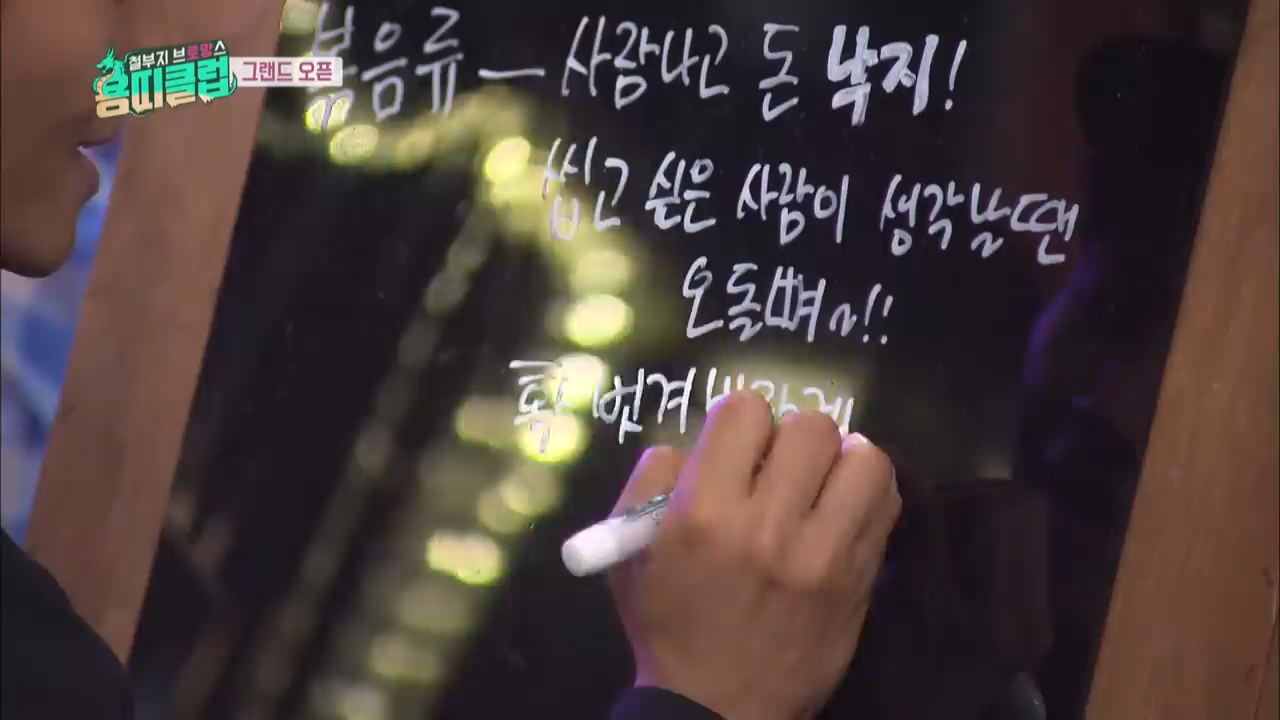 철부지 브로망스
용띠클럽 그랜드 오픈
볶음류 — 사람나고 돈 낙지!
씹고 싶은 사람이 생각날땐
오돌뼈~!!
확 벗겨